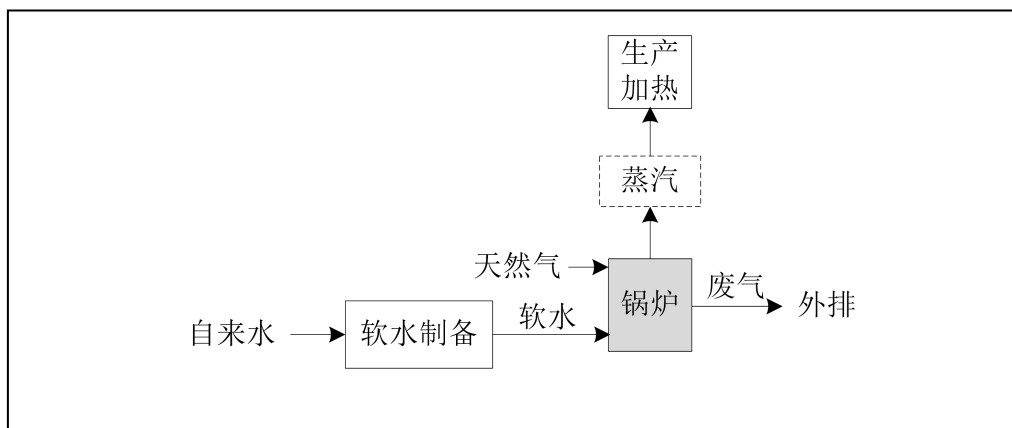 生产
加热
蒸汽
天然气
锅炉
废气
外排
自来水
软水制备
软水